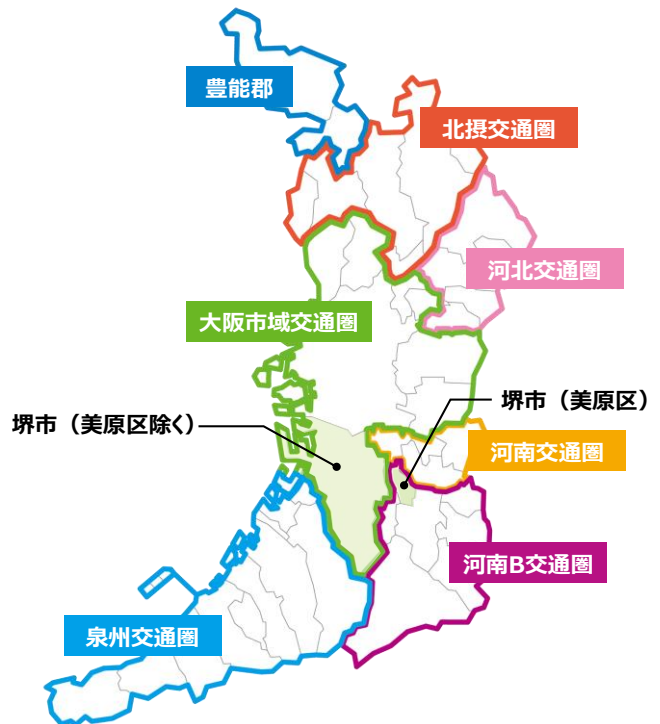 豊能郡
北摂交通圏
河北交通圏
大阪市域交通圏
堺市（美原区）
堺市（美原区除く）
河南交通圏
河南B交通圏
泉州交通圏